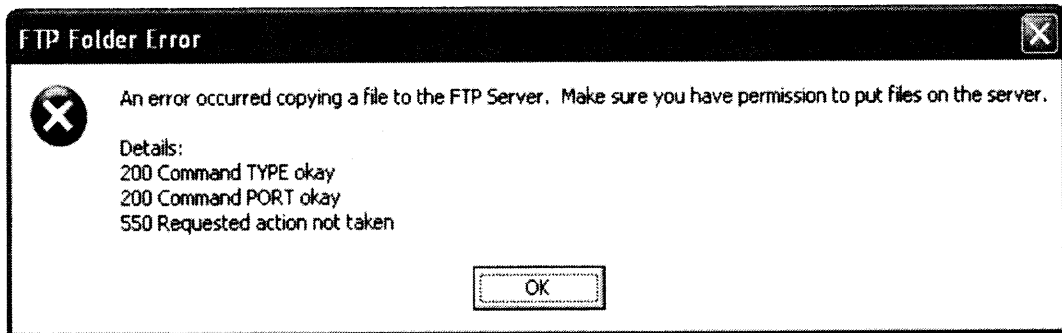 FTP Folder Error
An error occurred copying a file to the FTP Server. Make sure you have permission to put files on the server.
Details:
200 Command TYPE okay
200 Command PORT okay
550 Requested action not taken
OK